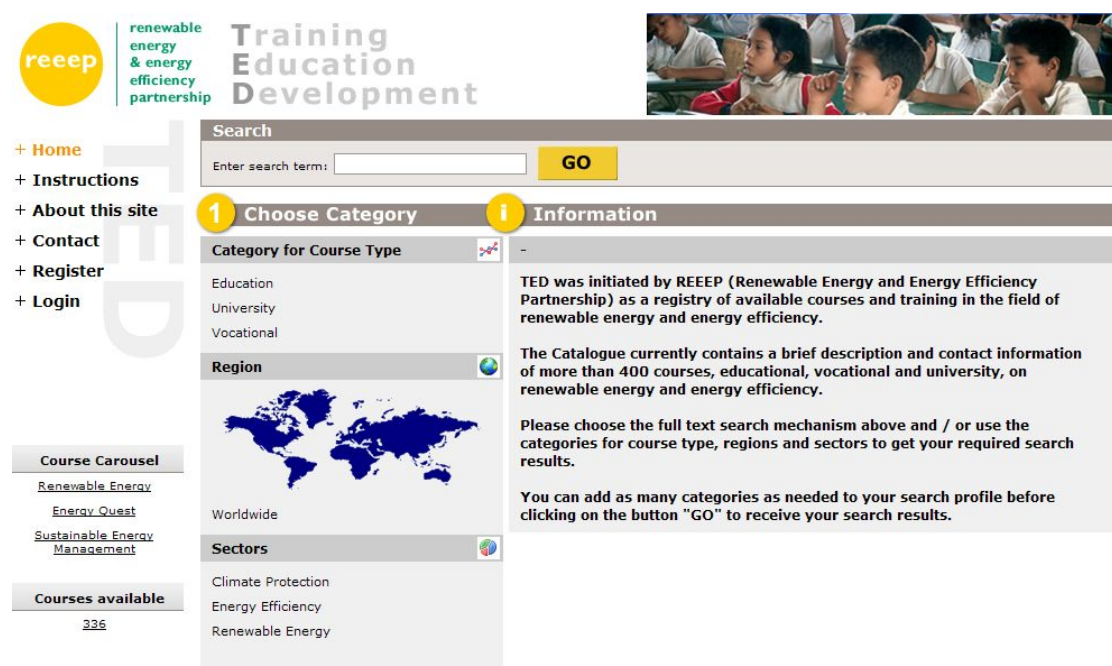 reeep
renewable
energy
& energy
efficiency
partnership
Training
Education
Development
TED
+ Home
+ Instructions
+ About this site
+ Contact
+ Register
+ Login
Course Carousel
Renewable Energy
Energy Quest
Sustainable Energy
Management
Courses available
336
Search
Enter search term:
GO
1 Choose Category
Category for Course Type
Education
University
Vocational
Region
Worldwide
Sectors
Climate Protection
Energy Efficiency
Renewable Energy
i Information
-
TED was initiated by REEEP (Renewable Energy and Energy Efficiency
Partnership) as a registry of available courses and training in the field of
renewable energy and energy efficiency.
The Catalogue currently contains a brief description and contact information
of more than 400 courses, educational, vocational and university, on
renewable energy and energy efficiency.
Please choose the full text search mechanism above and / or use the
categories for course type, regions and sectors to get your required search
results.
You can add as many categories as needed to your search profile before
clicking on the button "GO" to receive your search results.